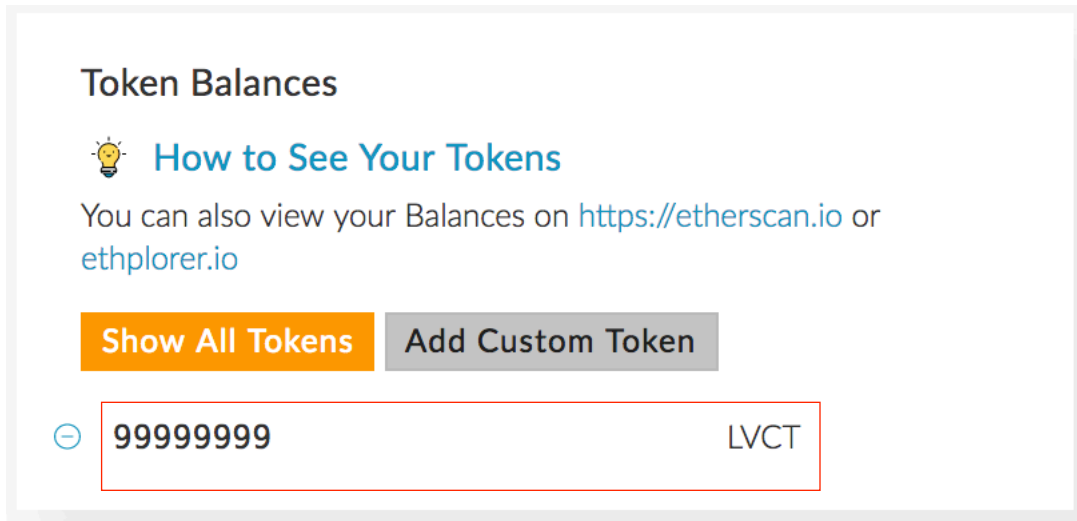 Token Balances
How to See Your Tokens
You can also view your Balances on https://etherscan.io or
ethplorer.io
Show All Tokens Add Custom Token
99999999 LVCT